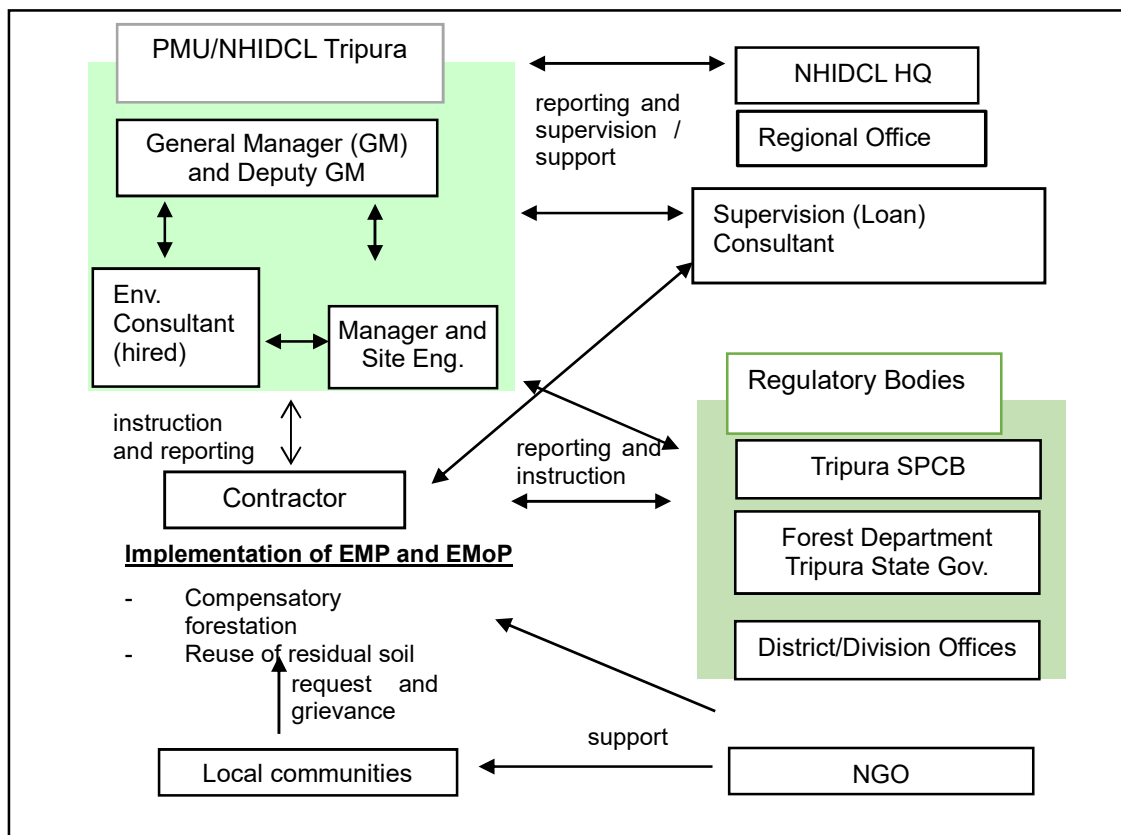 PMU/NHIDCL Tripura
General Manager (GM)
and Deputy GM
Env.
Consultant
(hired)
Manager and
Site Eng.
reporting and
supervision /
support
NHIDCL HQ
Regional Office
Supervision (Loan)
Consultant
instruction
and reporting
Contractor
reporting and
instruction
Regulatory Bodies
Tripura SPCB
Forest Department
Tripura State Gov.
District/Division Offices
Implementation of EMP and EMoP
- Compensatory
forestation
- Reuse of residual soil
request and
grievance
Local communities
support
NGO